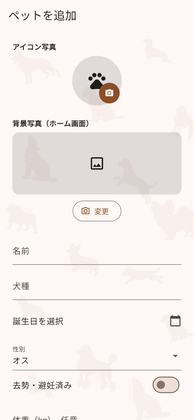 ペットを追加
アイコン写真
背景写真（ホーム画面）
変更
名前
犬種
誕生日を選択
性別
オス
去勢・避妊済み